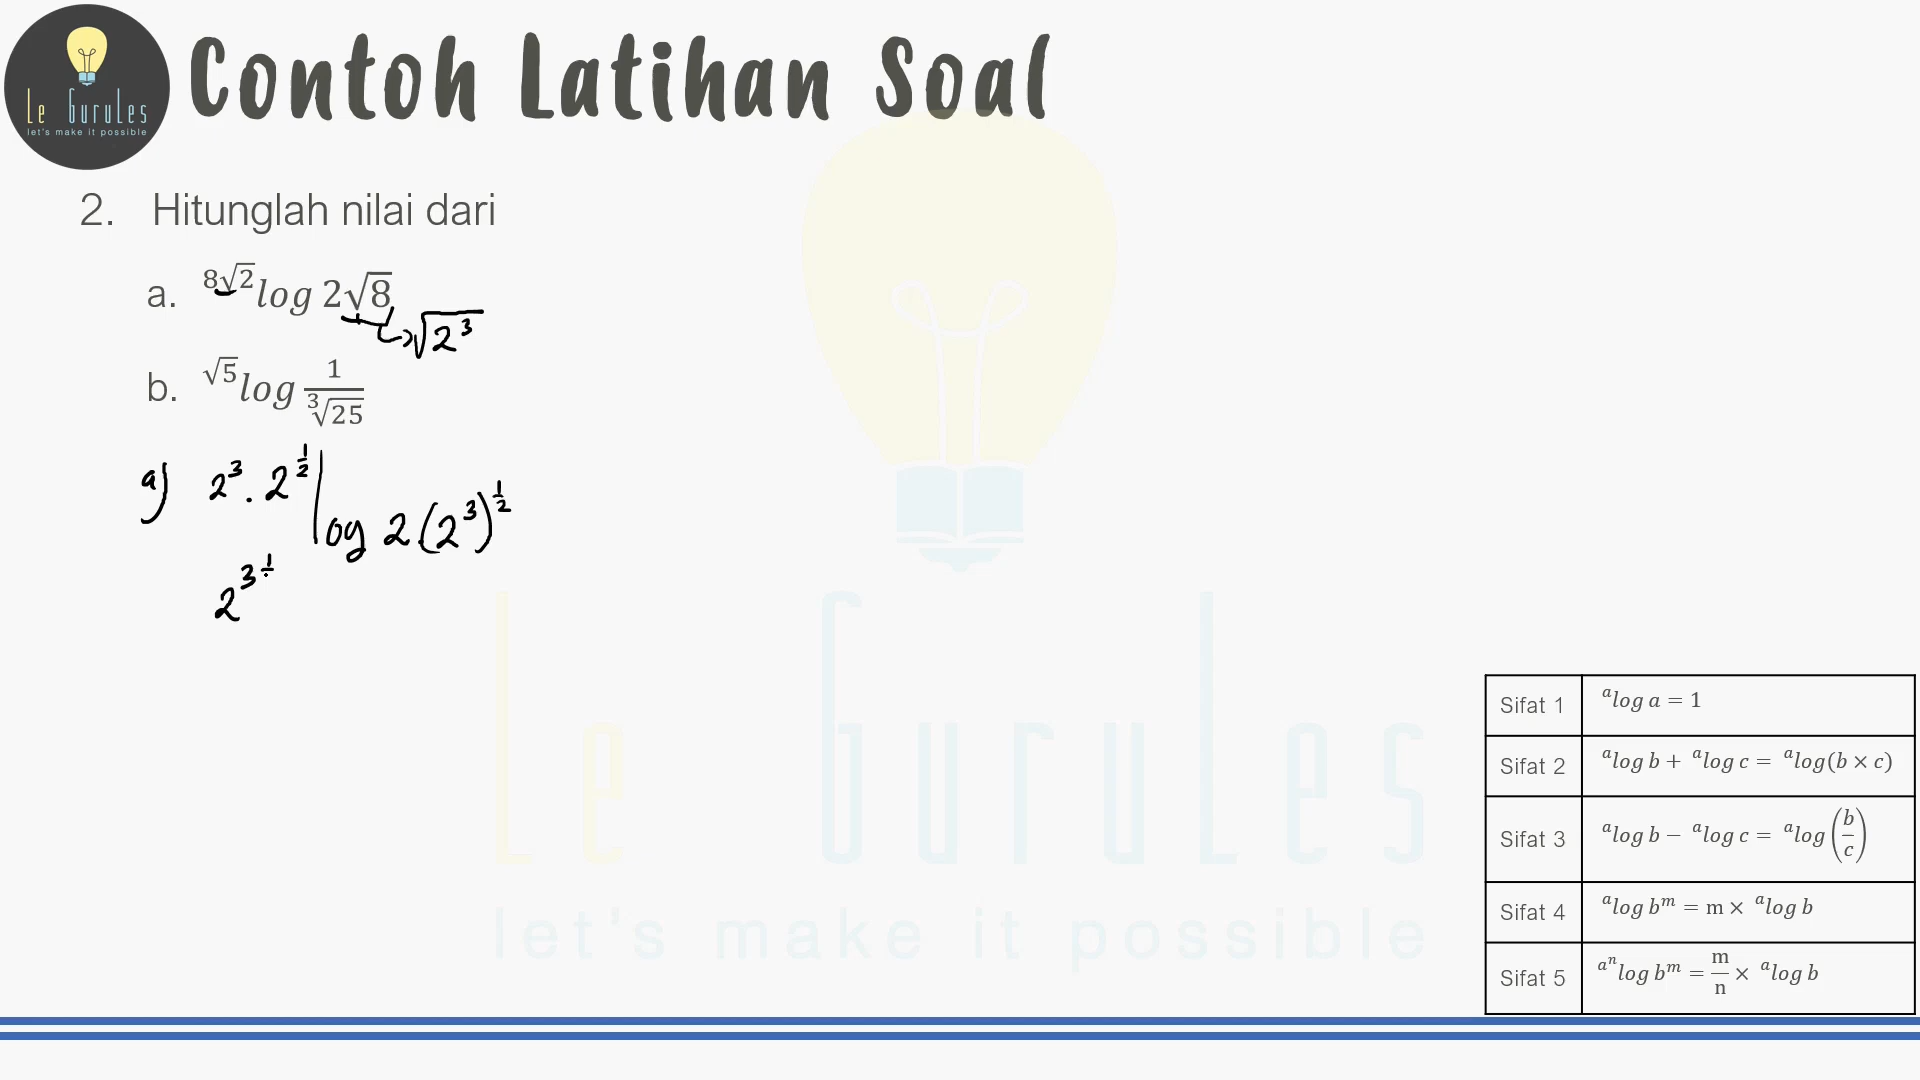 Le GuruLes
let's make it possible
Contoh Latihan Soal
2. Hitunglah nilai dari
a. ⁸√²log 2√8
→ √2³
b. √⁵log 1/∛25
a) 2³ . 2^½ log 2 (2³)^½
2^3 1/
Le GuruLes
let's make it possible
Sifat 1 ᵃlog a = 1
Sifat 2 ᵃlog b + ᵃlog c = ᵃlog(b × c)
Sifat 3 ᵃlog b − ᵃlog c = ᵃlog(b/c)
Sifat 4 ᵃlog bᵐ = m × ᵃlog b
Sifat 5 ᵃⁿlog bᵐ = m/n × ᵃlog b